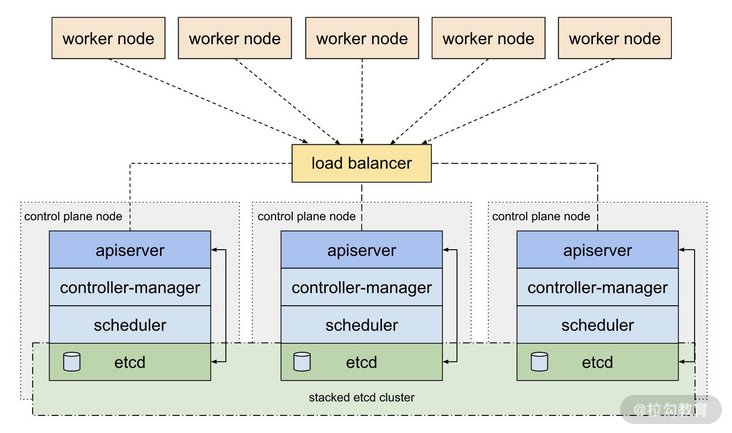 worker node
worker node
worker node
worker node
worker node
load balancer
control plane node
control plane node
control plane node
apiserver
apiserver
apiserver
controller-manager
controller-manager
controller-manager
scheduler
scheduler
scheduler
etcd
etcd
etcd
stacked etcd cluster
@拉勾教育